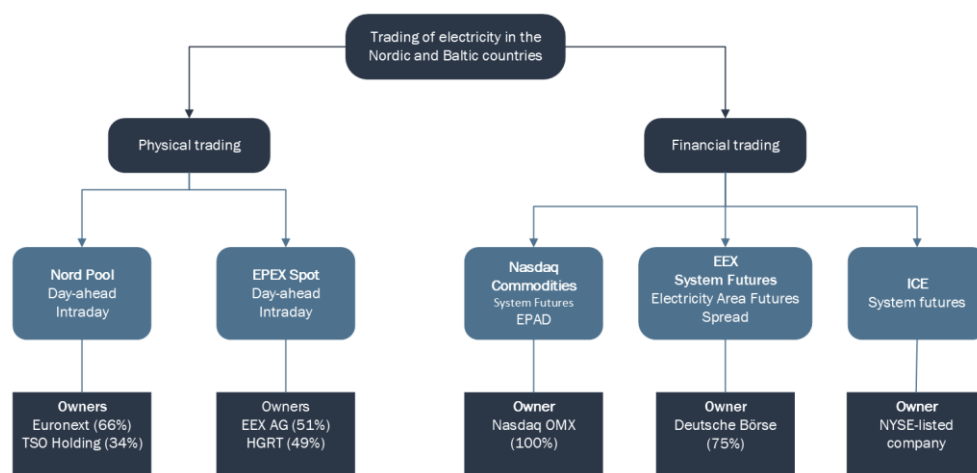 Trading of electricity in the
Nordic and Baltic countries
Physical trading
Financial trading
Nord Pool
Day-ahead
Intraday
EPEX Spot
Day-ahead
Intraday
Nasdaq
Commodities
System Futures
EPAD
EEX
System Futures
Electricity Area Futures
Spread
ICE
System futures
Owners
Euronext (66%)
TSO Holding (34%)
Owners
EEX AG (51%)
HGRT (49%)
Owner
Nasdaq OMX
(100%)
Owner
Deutsche Börse
(75%)
Owner
NYSE-listed
company